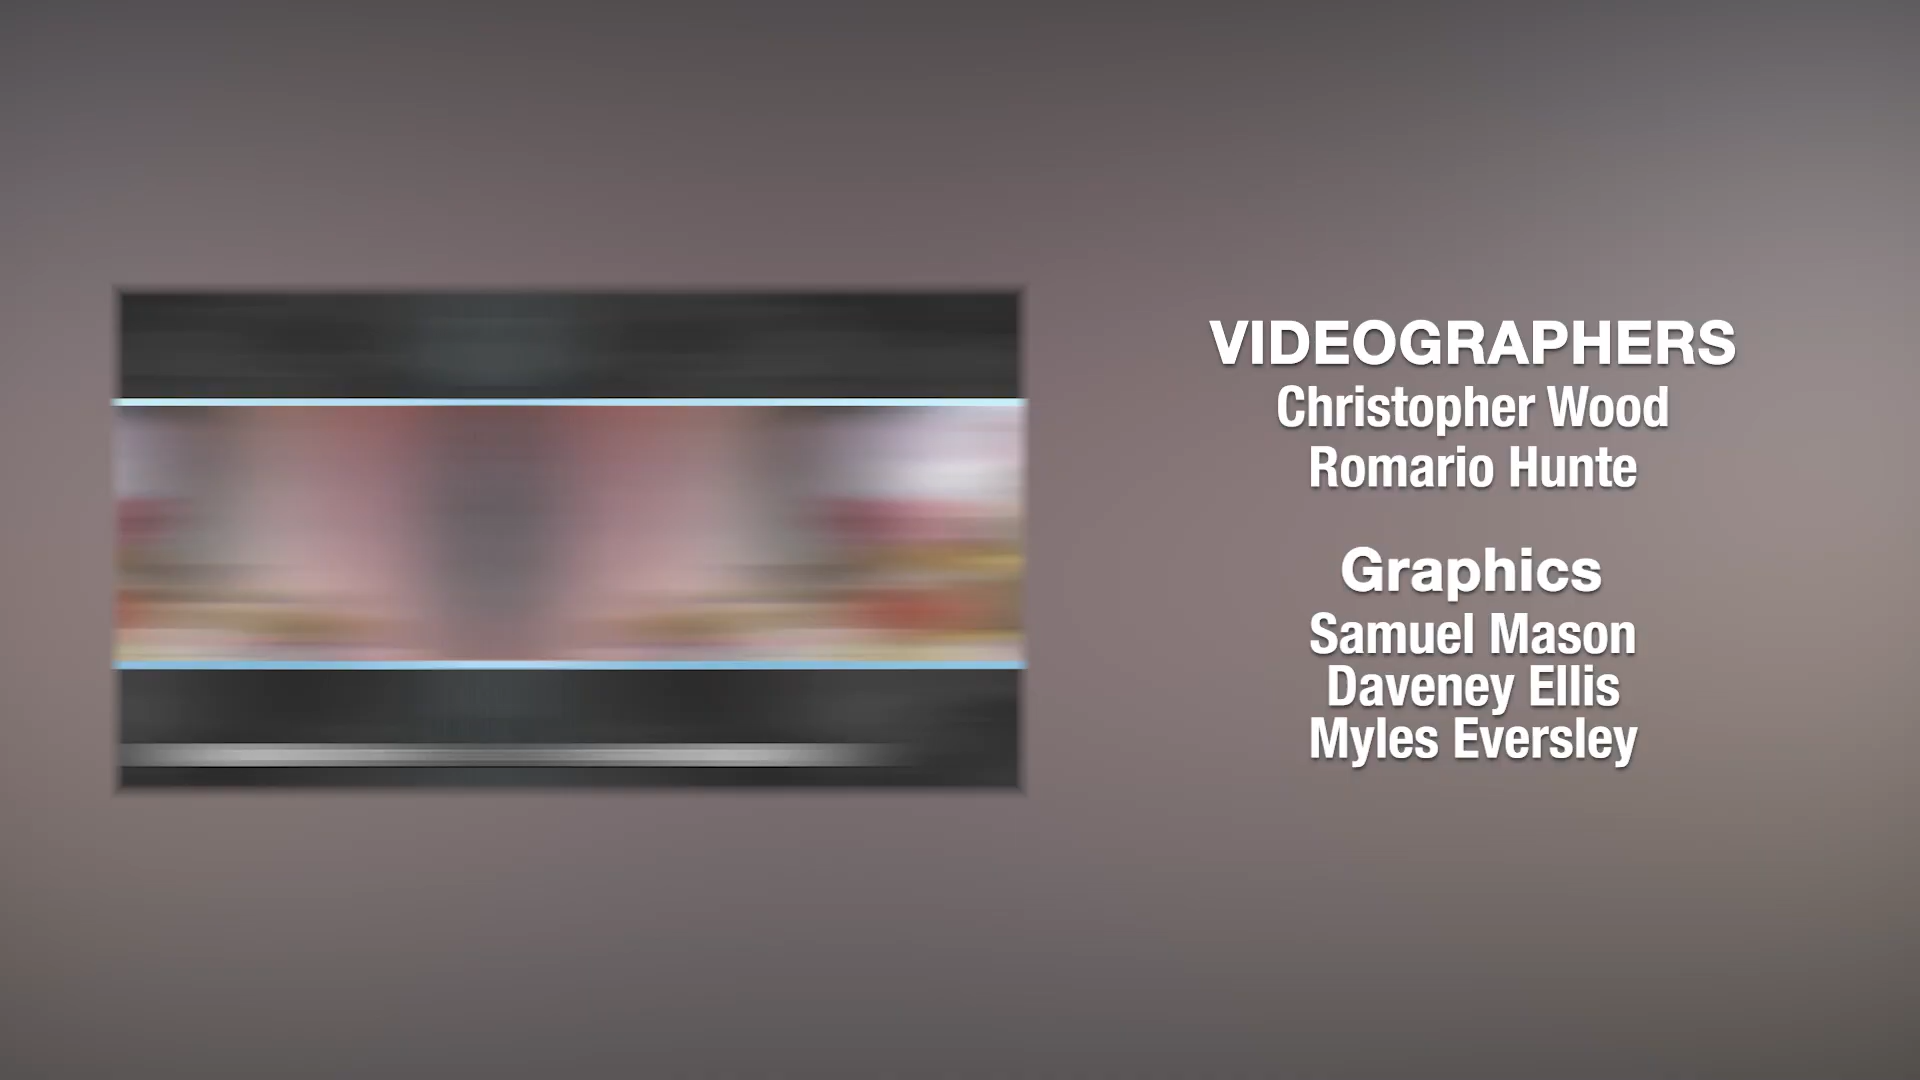 VIDEOGRAPHERS
Christopher Wood
Romario Hunte
Graphics
Samuel Mason
Daveney Ellis
Myles Eversley